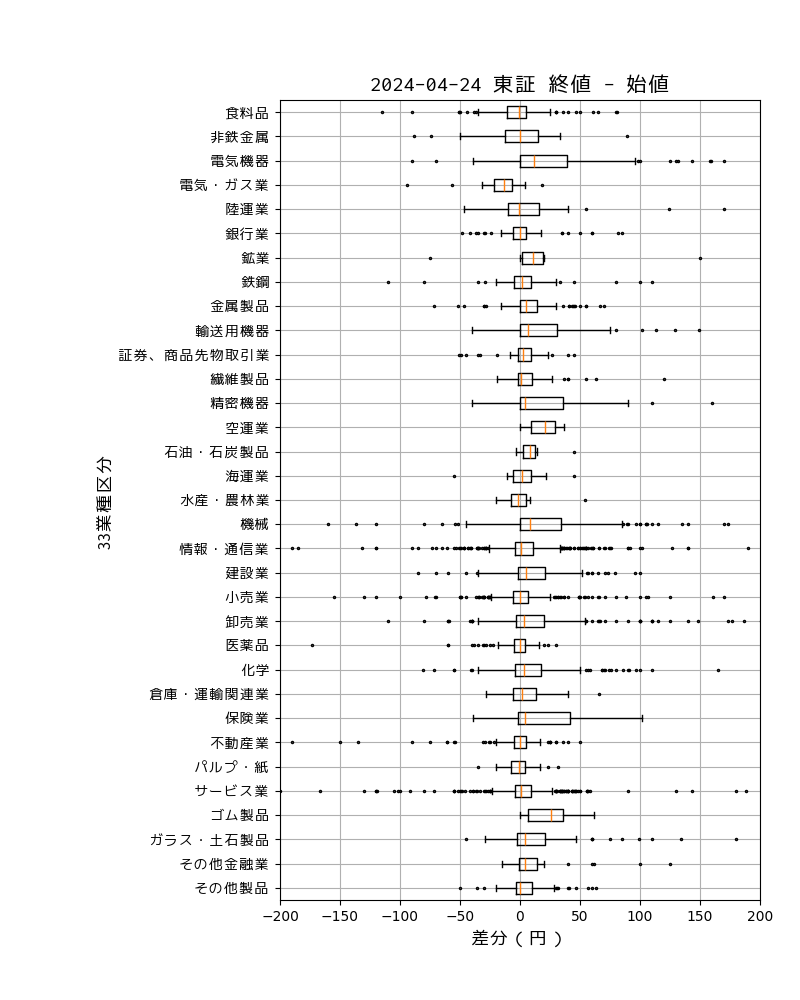 2024-04-24 東証 終値 - 始値
食料品
非鉄金属
電気機器
電気・ガス業
陸運業
銀行業
鉱業
鉄鋼
金属製品
輸送用機器
証券、商品先物取引業
繊維製品
精密機器
空運業
石油・石炭製品
海運業
水産・農林業
機械
情報・通信業
建設業
小売業
卸売業
医薬品
化学
倉庫・運輸関連業
保険業
不動産業
パルプ・紙
サービス業
ゴム製品
ガラス・土石製品
その他金融業
その他製品
33業種区分
−200 −150 −100 −50 0 50 100 150 200
差分(円)